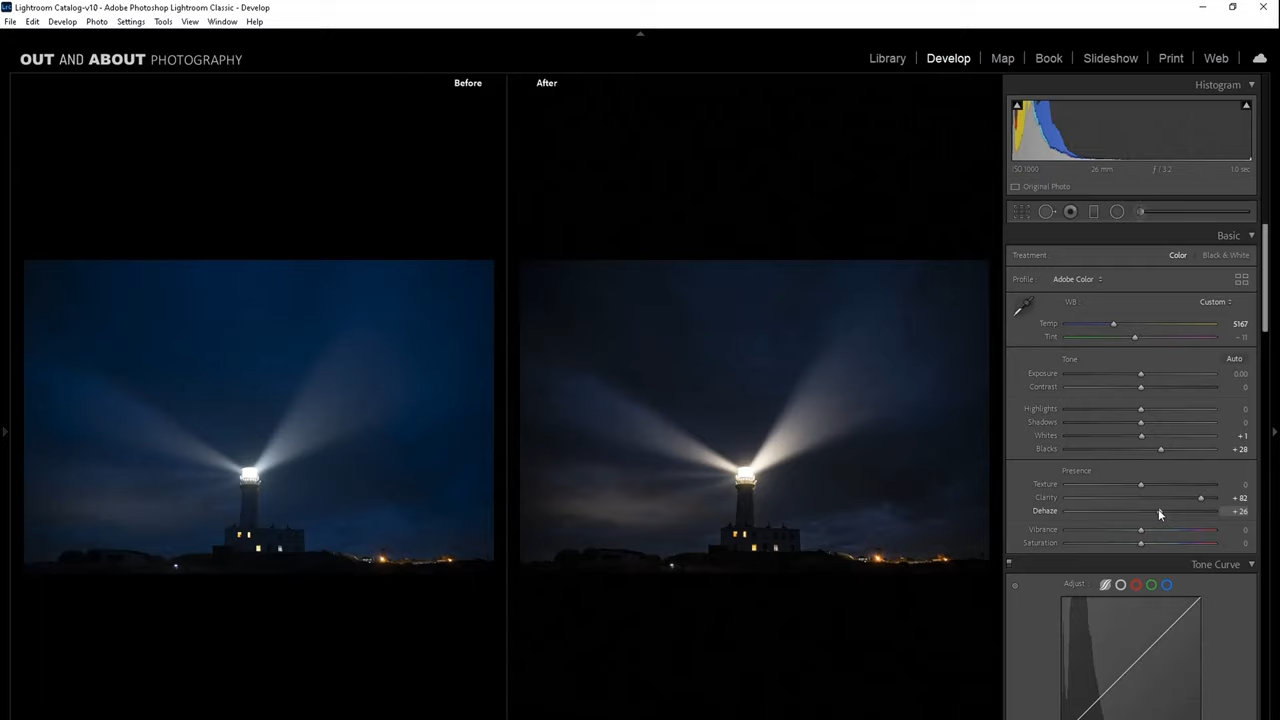 Lightroom Catalog-v10 - Adobe Photoshop Lightroom Classic - Develop
File Edit Develop Photo Settings Tools View Window Help
OUT AND ABOUT PHOTOGRAPHY
Library | Develop | Map | Book | Slideshow | Print | Web
Before After
Histogram
ISO 1000 26 mm ƒ / 3.2 1.0 sec
Original Photo
Basic
Treatment : Color Black & White
Profile : Adobe Color
WB : Custom
Temp 5167
Tint - 11
Tone Auto
Exposure 0.00
Contrast 0
Highlights 0
Shadows 0
Whites + 1
Blacks + 28
Presence
Texture 0
Clarity + 82
Dehaze + 26
Vibrance 0
Saturation 0
Tone Curve
Adjust :